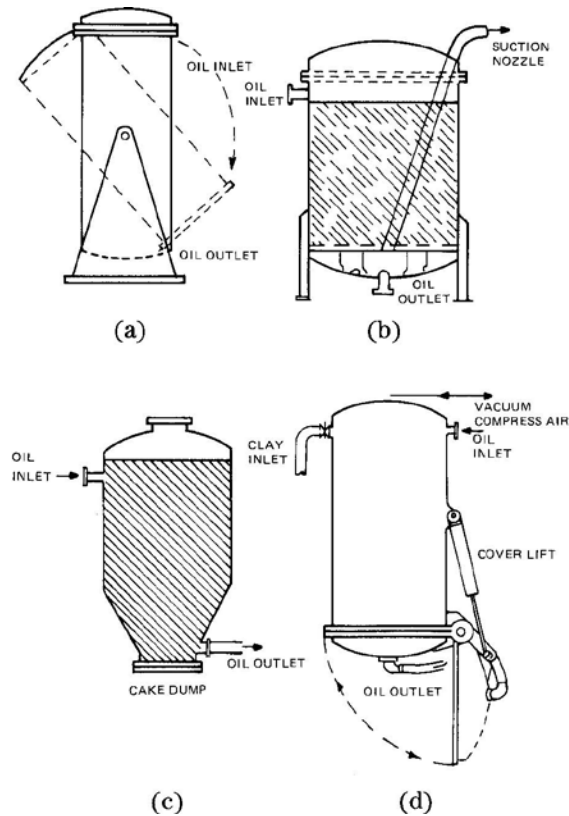 OIL INLET
OIL OUTLET
(a)
SUCTION
NOZZLE
OIL
INLET
OIL
OUTLET
(b)
OIL
INLET
OIL OUTLET
CAKE DUMP
(c)
VACUUM
COMPRESS AIR
CLAY
INLET
OIL
INLET
COVER LIFT
OIL OUTLET
(d)